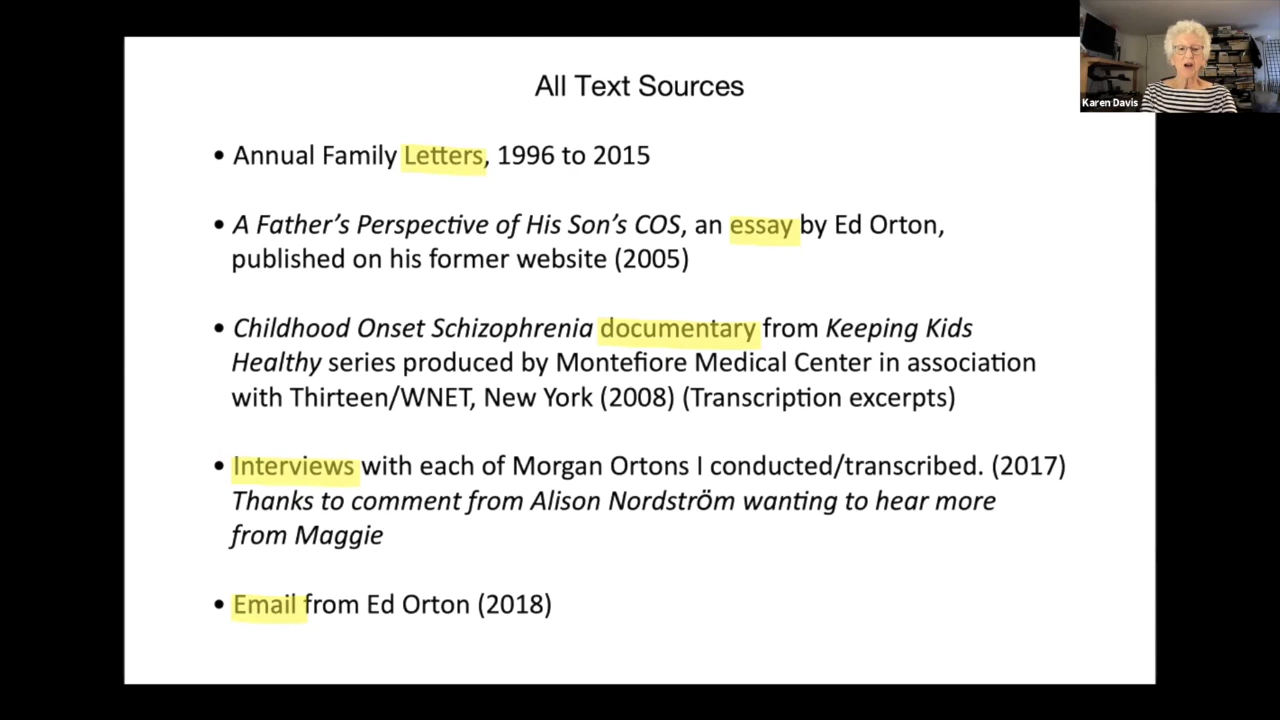 All Text Sources
Karen Davis
• Annual Family Letters, 1996 to 2015
• A Father’s Perspective of His Son’s COS, an essay by Ed Orton,
published on his former website (2005)
• Childhood Onset Schizophrenia documentary from Keeping Kids
Healthy series produced by Montefiore Medical Center in association
with Thirteen/WNET, New York (2008) (Transcription excerpts)
• Interviews with each of Morgan Ortons I conducted/transcribed. (2017)
Thanks to comment from Alison Nordström wanting to hear more
from Maggie
• Email from Ed Orton (2018)